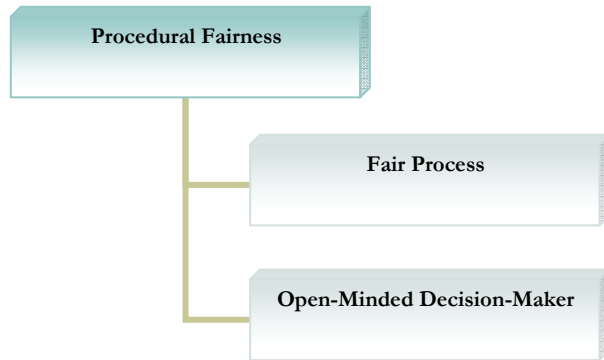 Procedural Fairness
Fair Process
Open-Minded Decision-Maker